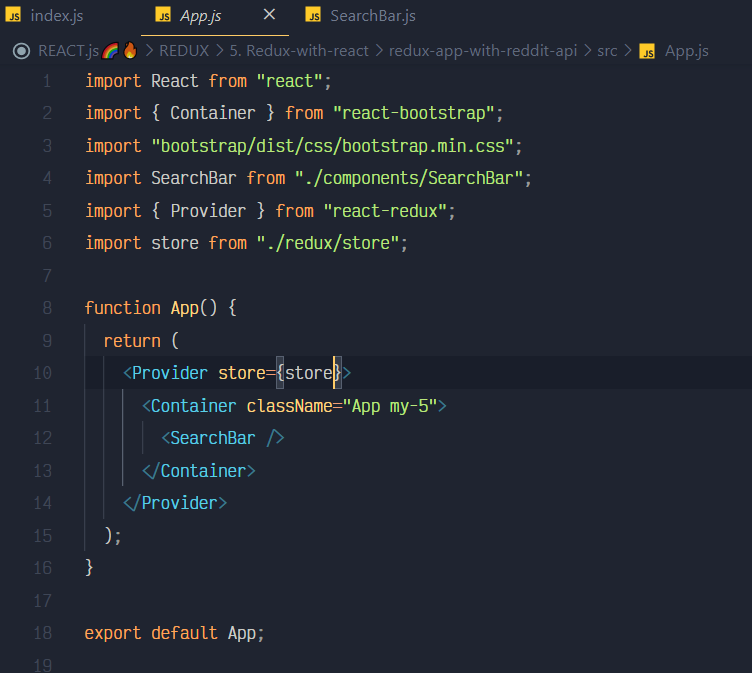 JS index.js JS App.js × JS SearchBar.js
REACT.js🌈🔥 > REDUX > 5. Redux-with-react > redux-app-with-reddit-api > src > JS App.js
1 import React from "react";
2 import { Container } from "react-bootstrap";
3 import "bootstrap/dist/css/bootstrap.min.css";
4 import SearchBar from "./components/SearchBar";
5 import { Provider } from "react-redux";
6 import store from "./redux/store";
7
8 function App() {
9   return (
10     <Provider store={store}>
11       <Container className="App my-5">
12         <SearchBar />
13       </Container>
14     </Provider>
15   );
16 }
17
18 export default App;
19